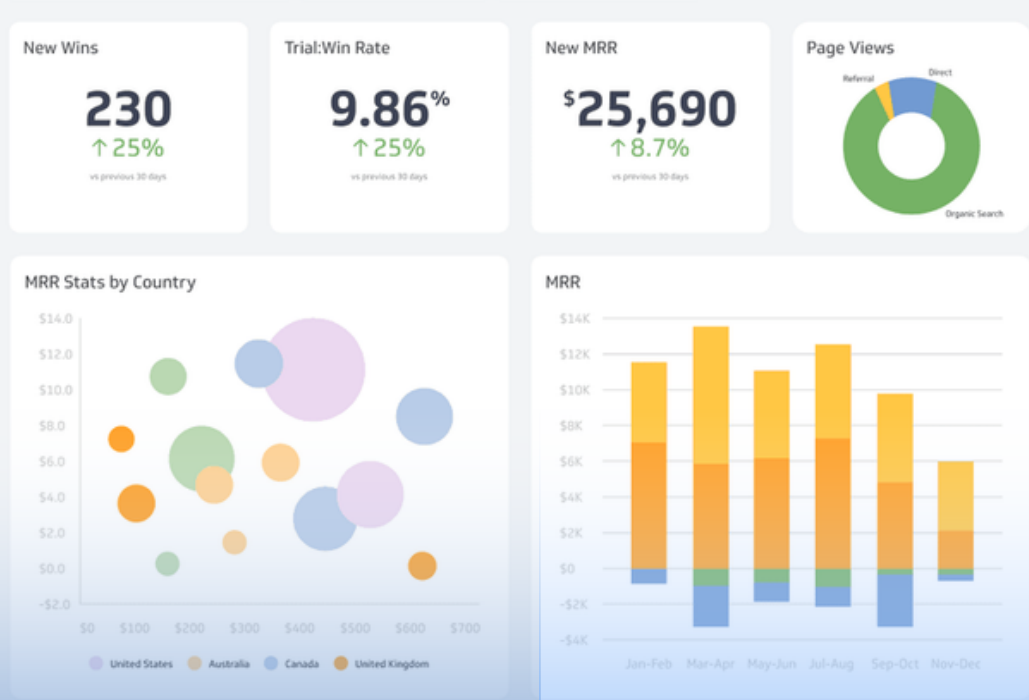 New Wins
230
↑25%
vs previous 30 days
Trial:Win Rate
9.86%
↑25%
vs previous 30 days
New MRR
$25,690
↑8.7%
vs previous 30 days
Page Views
Referral
Direct
Organic Search
MRR Stats by Country
$14.0
$12.0
$10.0
$8.0
$6.0
$4.0
$2.0
$0.0
-$2.0
$0 $100 $200 $300 $400 $500 $600 $700
United States Australia Canada United Kingdom
MRR
$14K
$12K
$10K
$8K
$6K
$4K
$2K
$0
-$2K
-$4K
Jan-Feb Mar-Apr May-Jun Jul-Aug Sep-Oct Nov-Dec